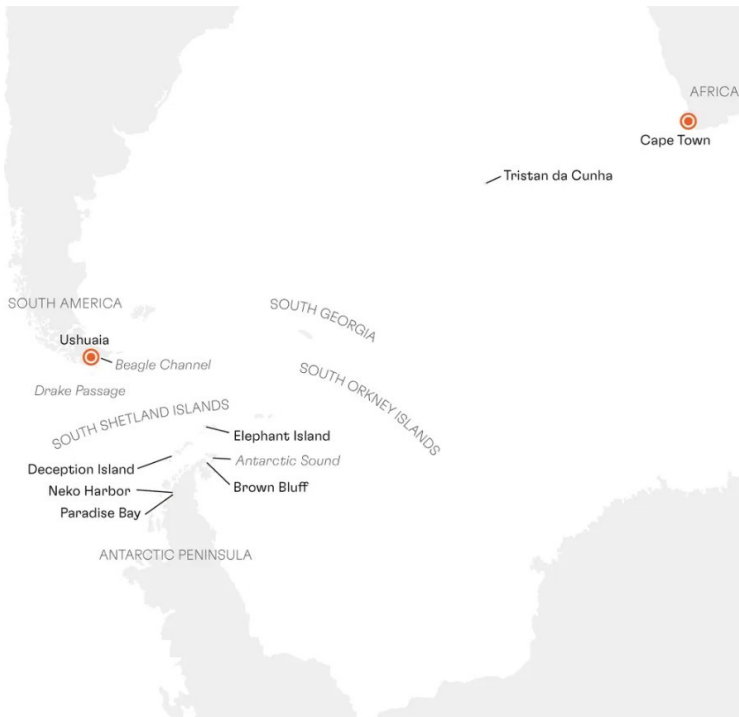 AFRICA
Cape Town
Tristan da Cunha
SOUTH AMERICA
SOUTH GEORGIA
Ushuaia
Beagle Channel
Drake Passage
SOUTH ORKNEY ISLANDS
SOUTH SHETLAND ISLANDS
Elephant Island
Antarctic Sound
Deception Island
Neko Harbor
Brown Bluff
Paradise Bay
ANTARCTIC PENINSULA